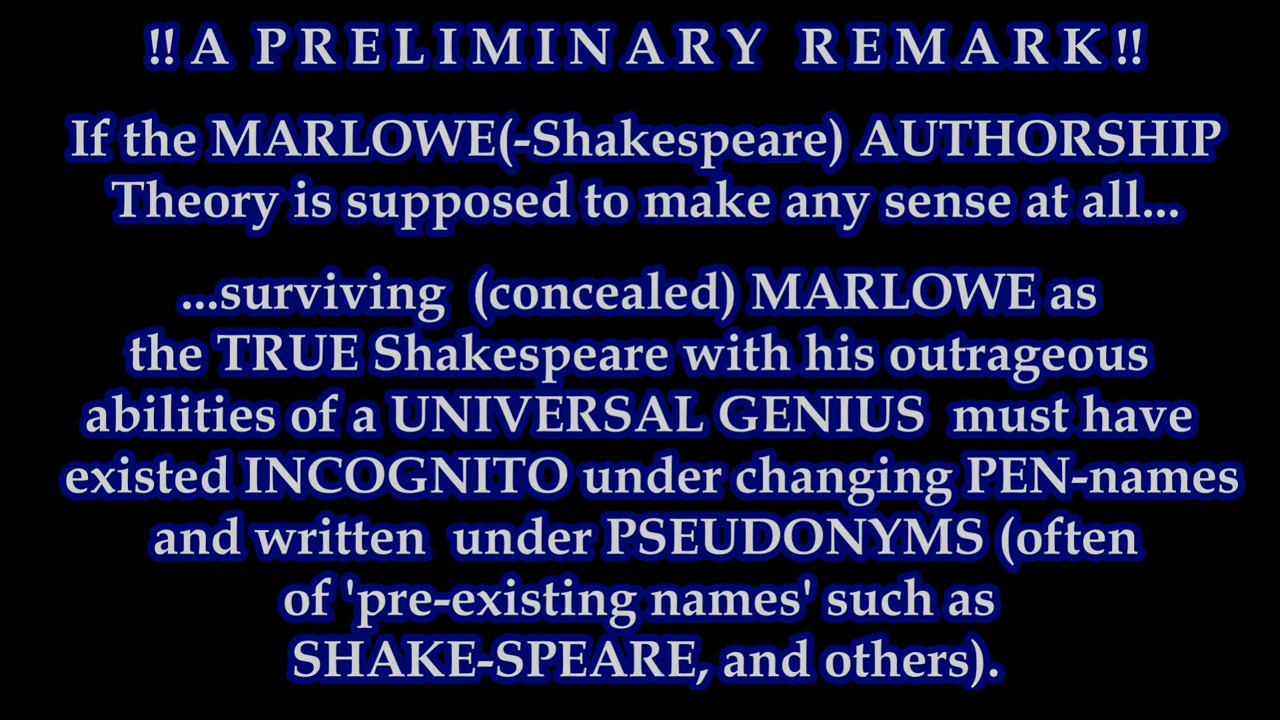 !! A P R E L I M I N A R Y R E M A R K !!
If the MARLOWE(-Shakespeare) AUTHORSHIP
Theory is supposed to make any sense at all...
...surviving (concealed) MARLOWE as
the TRUE Shakespeare with his outrageous
abilities of a UNIVERSAL GENIUS must have
existed INCOGNITO under changing PEN-names
and written under PSEUDONYMS (often
of 'pre-existing names' such as
SHAKE-SPEARE, and others).